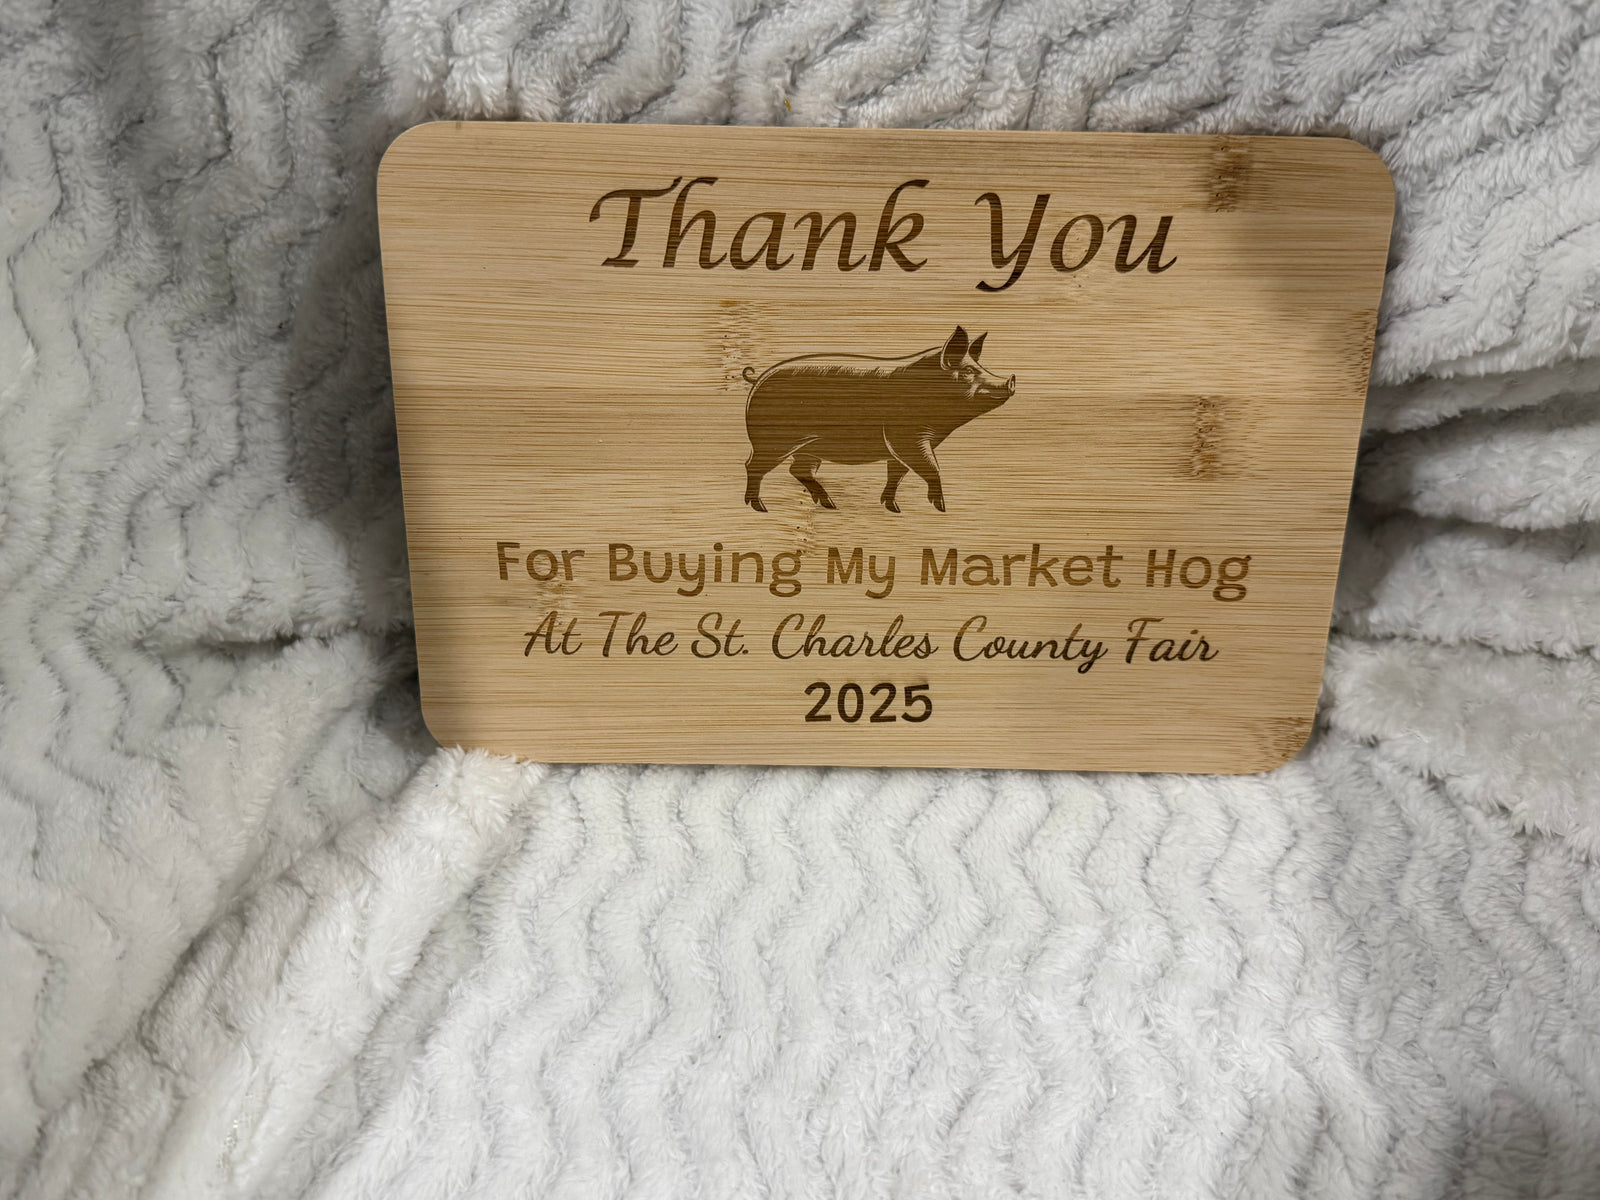 Thank You
For Buying My Market Hog
At The St. Charles County Fair
2025